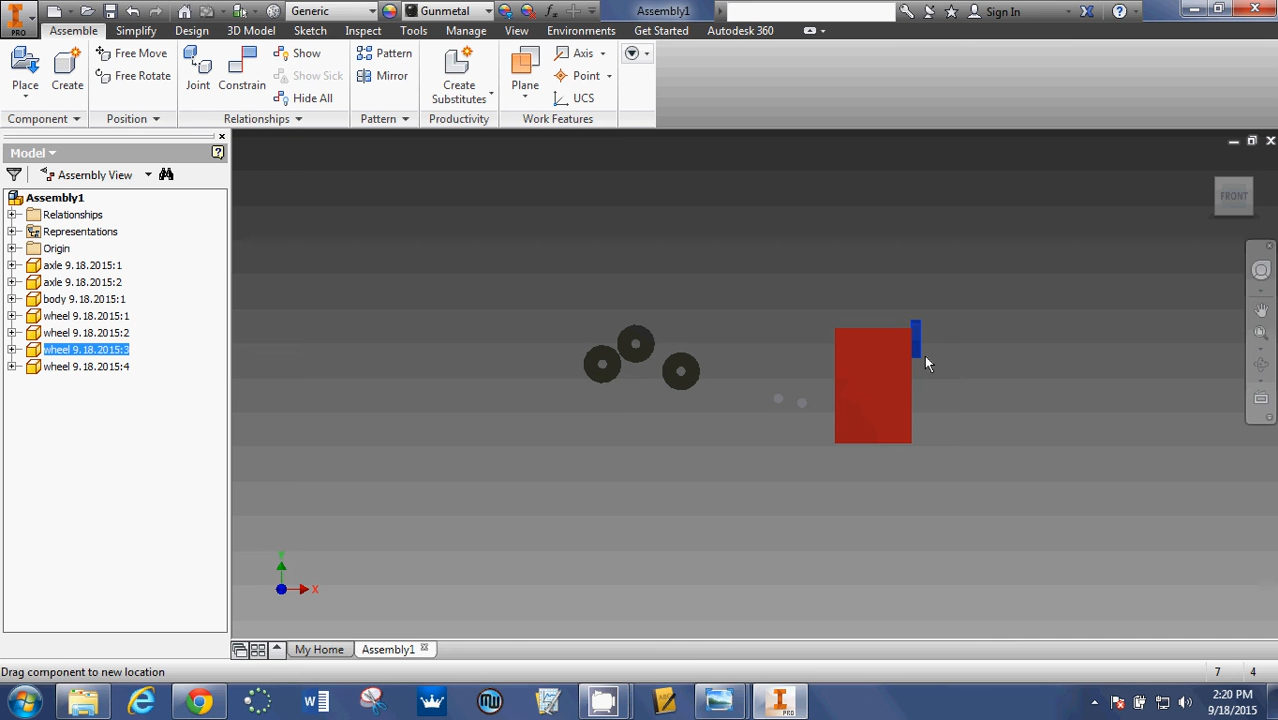 Generic
Gunmetal
Assembly1
Sign In
PRO
Assemble Simplify Design 3D Model Sketch Inspect Tools Manage View Environments Get Started Autodesk 360
Place Create
Free Move
Free Rotate
Joint Constrain
Show
Show Sick
Hide All
Pattern
Mirror
Create
Substitutes
Plane
Axis
Point
UCS
Component Position Relationships Pattern Productivity Work Features
Model
Assembly View
Assembly1
Relationships
Representations
Origin
axle 9.18.2015:1
axle 9.18.2015:2
body 9.18.2015:1
wheel 9.18.2015:1
wheel 9.18.2015:2
wheel 9.18.2015:3
wheel 9.18.2015:4
FRONT
Y
X
My Home Assembly1
Drag component to new location
7 4
2:20 PM
9/18/2015
PRO